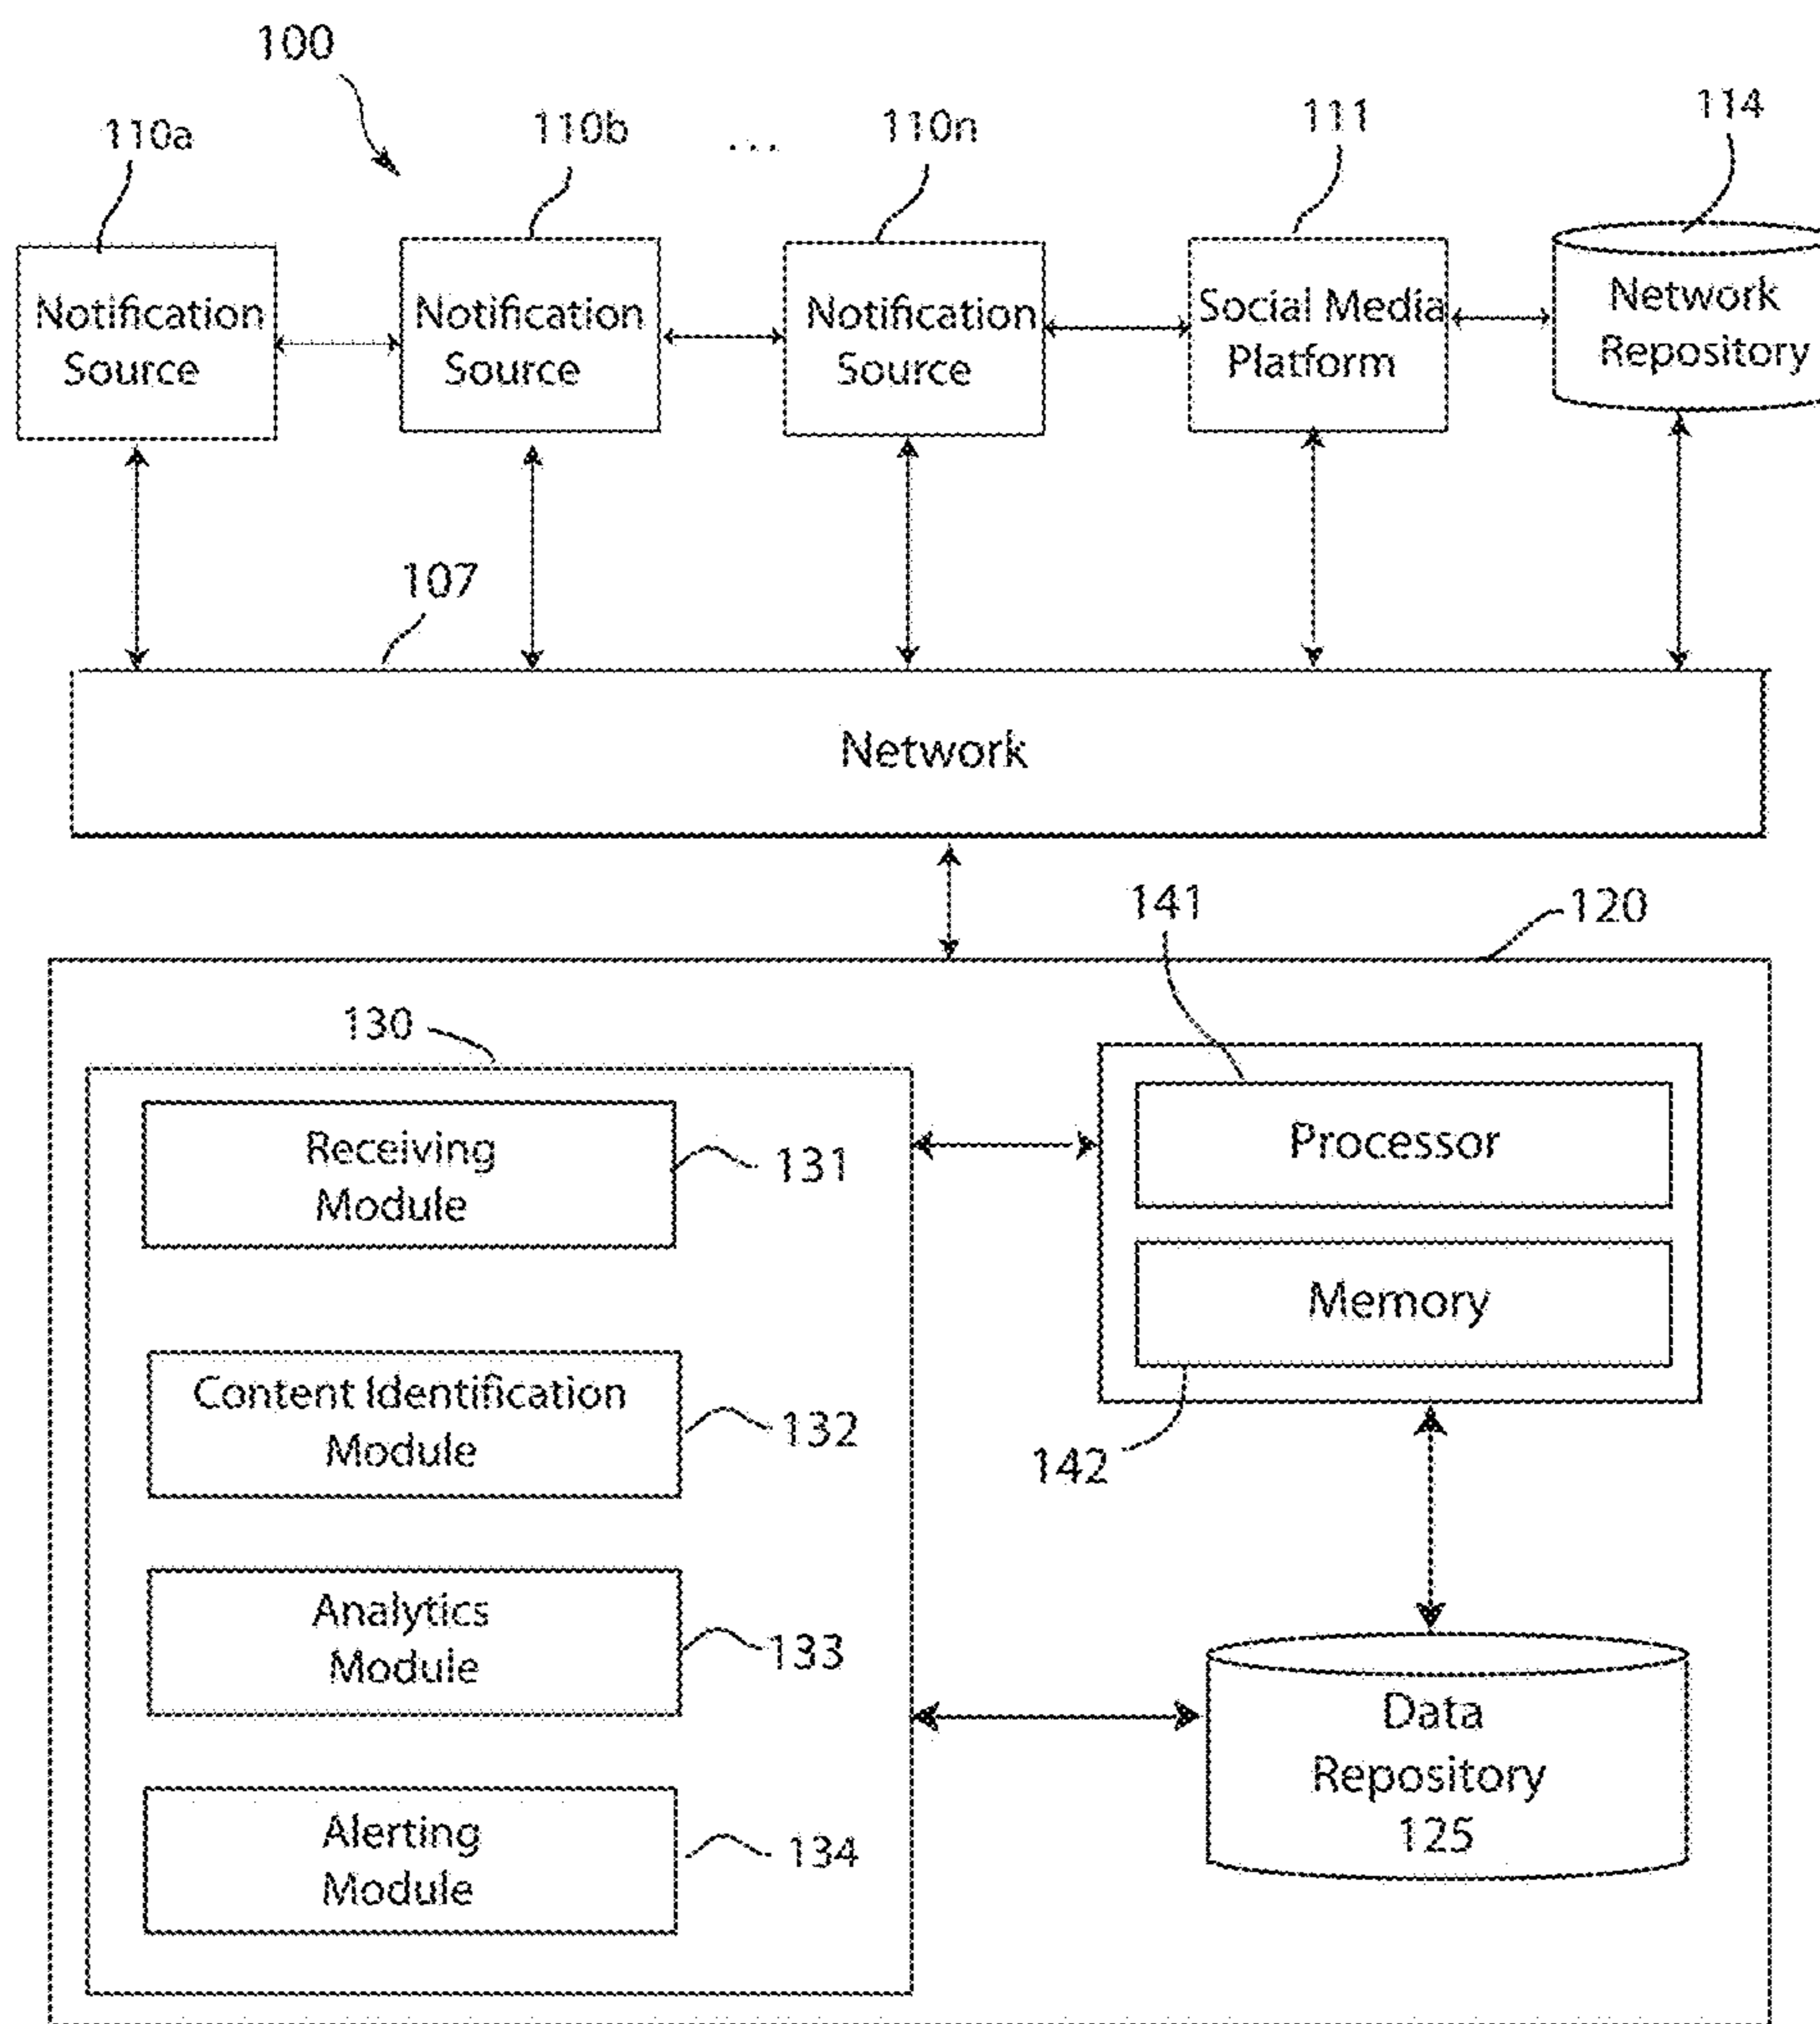 100
110a
110b
...
110n
111
114
Notification
Source
Notification
Source
Notification
Source
Social Media
Platform
Network
Repository
107
Network
141
120
130
Receiving
Module
131
Processor
Memory
Content Identification
Module
132
142
Analytics
Module
133
Data
Repository
125
Alerting
Module
134